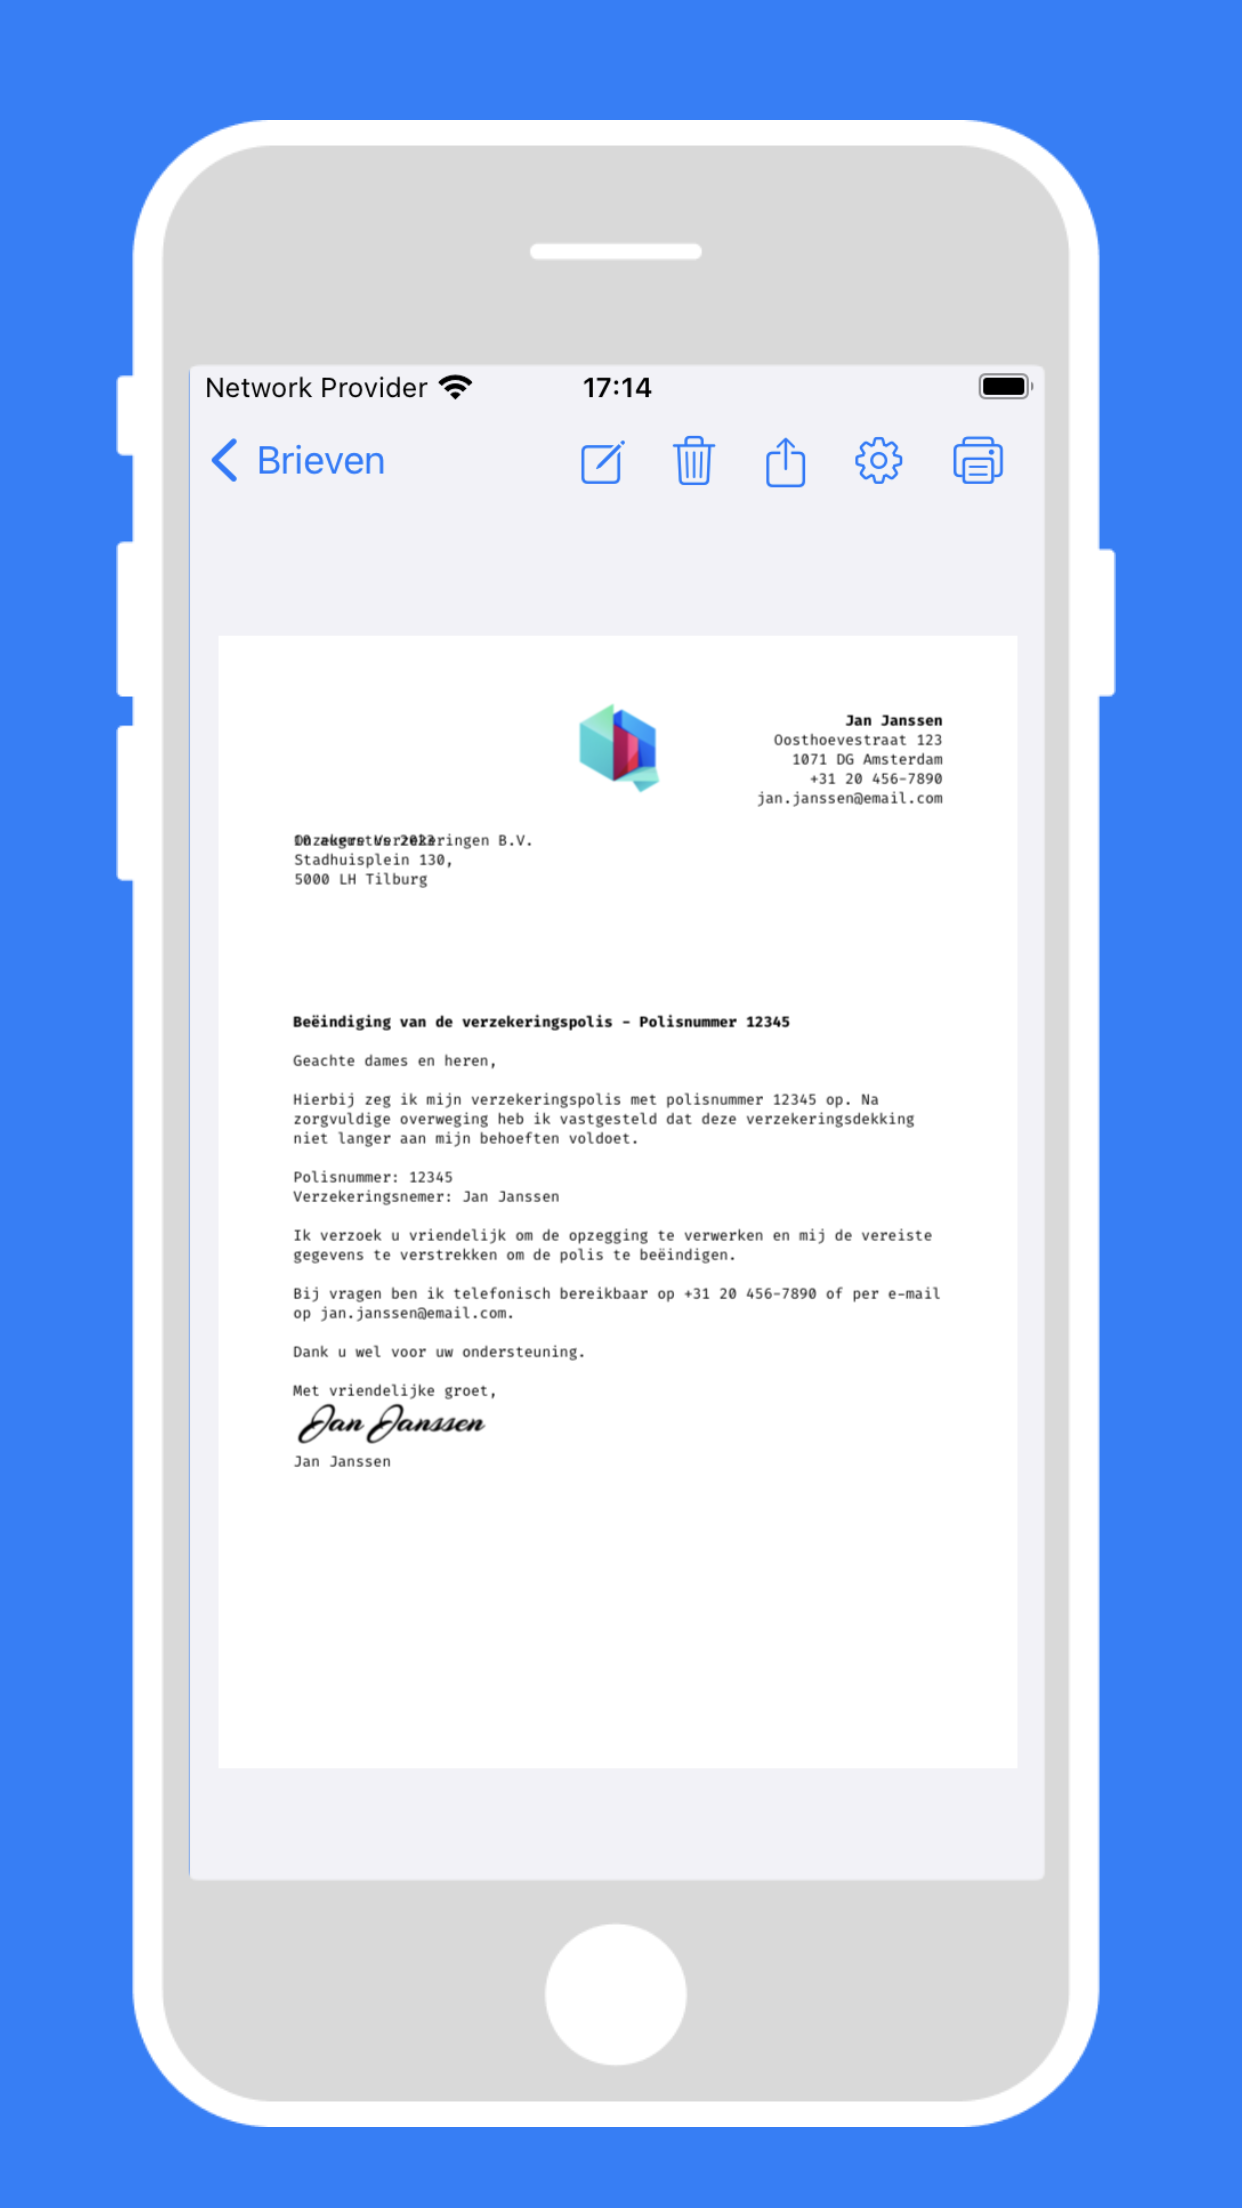 Network Provider
17:14
Brieven
Jan Janssen
Oosthoevestraat 123
1071 DG Amsterdam
+31 20 456-7890
jan.janssen@email.com
B.V.
Stadhuisplein 130,
5000 LH Tilburg
Beëindiging van de verzekeringspolis - Polisnummer 12345
Geachte dames en heren,
Hierbij zeg ik mijn verzekeringspolis met polisnummer 12345 op. Na
zorgvuldige overweging heb ik vastgesteld dat deze verzekeringsdekking
niet langer aan mijn behoeften voldoet.
Polisnummer: 12345
Verzekeringsnemer: Jan Janssen
Ik verzoek u vriendelijk om de opzegging te verwerken en mij de vereiste
gegevens te verstrekken om de polis te beëindigen.
Bij vragen ben ik telefonisch bereikbaar op +31 20 456-7890 of per e-mail
op jan.janssen@email.com.
Dank u wel voor uw ondersteuning.
Met vriendelijke groet,
Jan Janssen
Jan Janssen